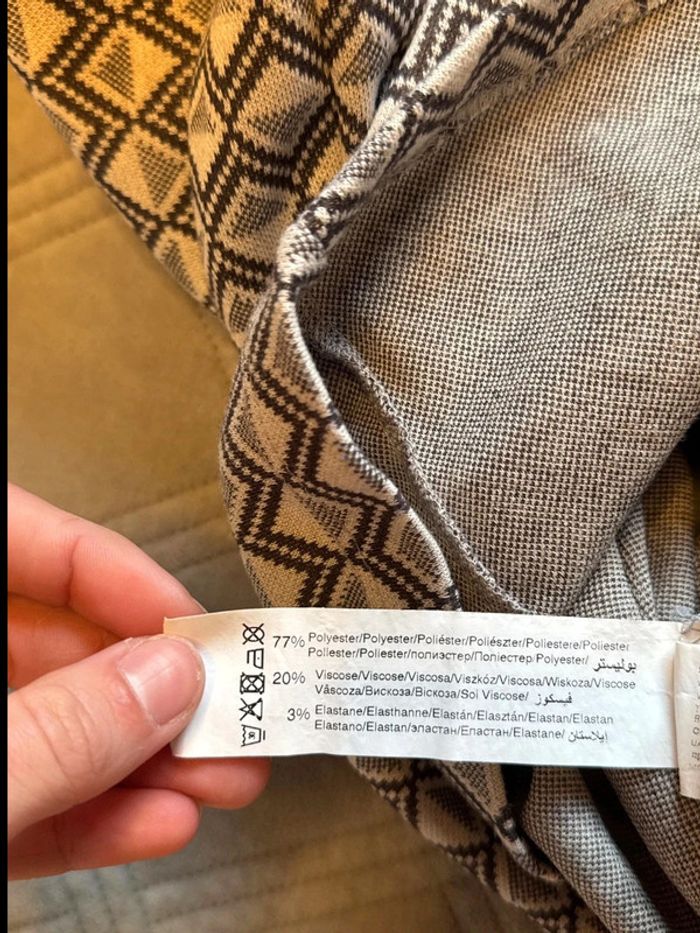 77% Polyester/Polyester/Poliéster/Poliészter/Poliestere/Poliester
Poliester/Poliester/полиэстер/Поліестер/Polyester/ بوليستر
20% Viscose/Viscose/Viscosa/Viszkóz/Viscosa/Wiskoza/Viscose
Vâscoza/Вискоза/Віскоза/Soi Viscose/ فيسكوز
3% Elastane/Elasthanne/Elastán/Elasztán/Elastan/Elastan
Elastano/Elastan/эластан/Еластан/Elastane/ إيلاستان